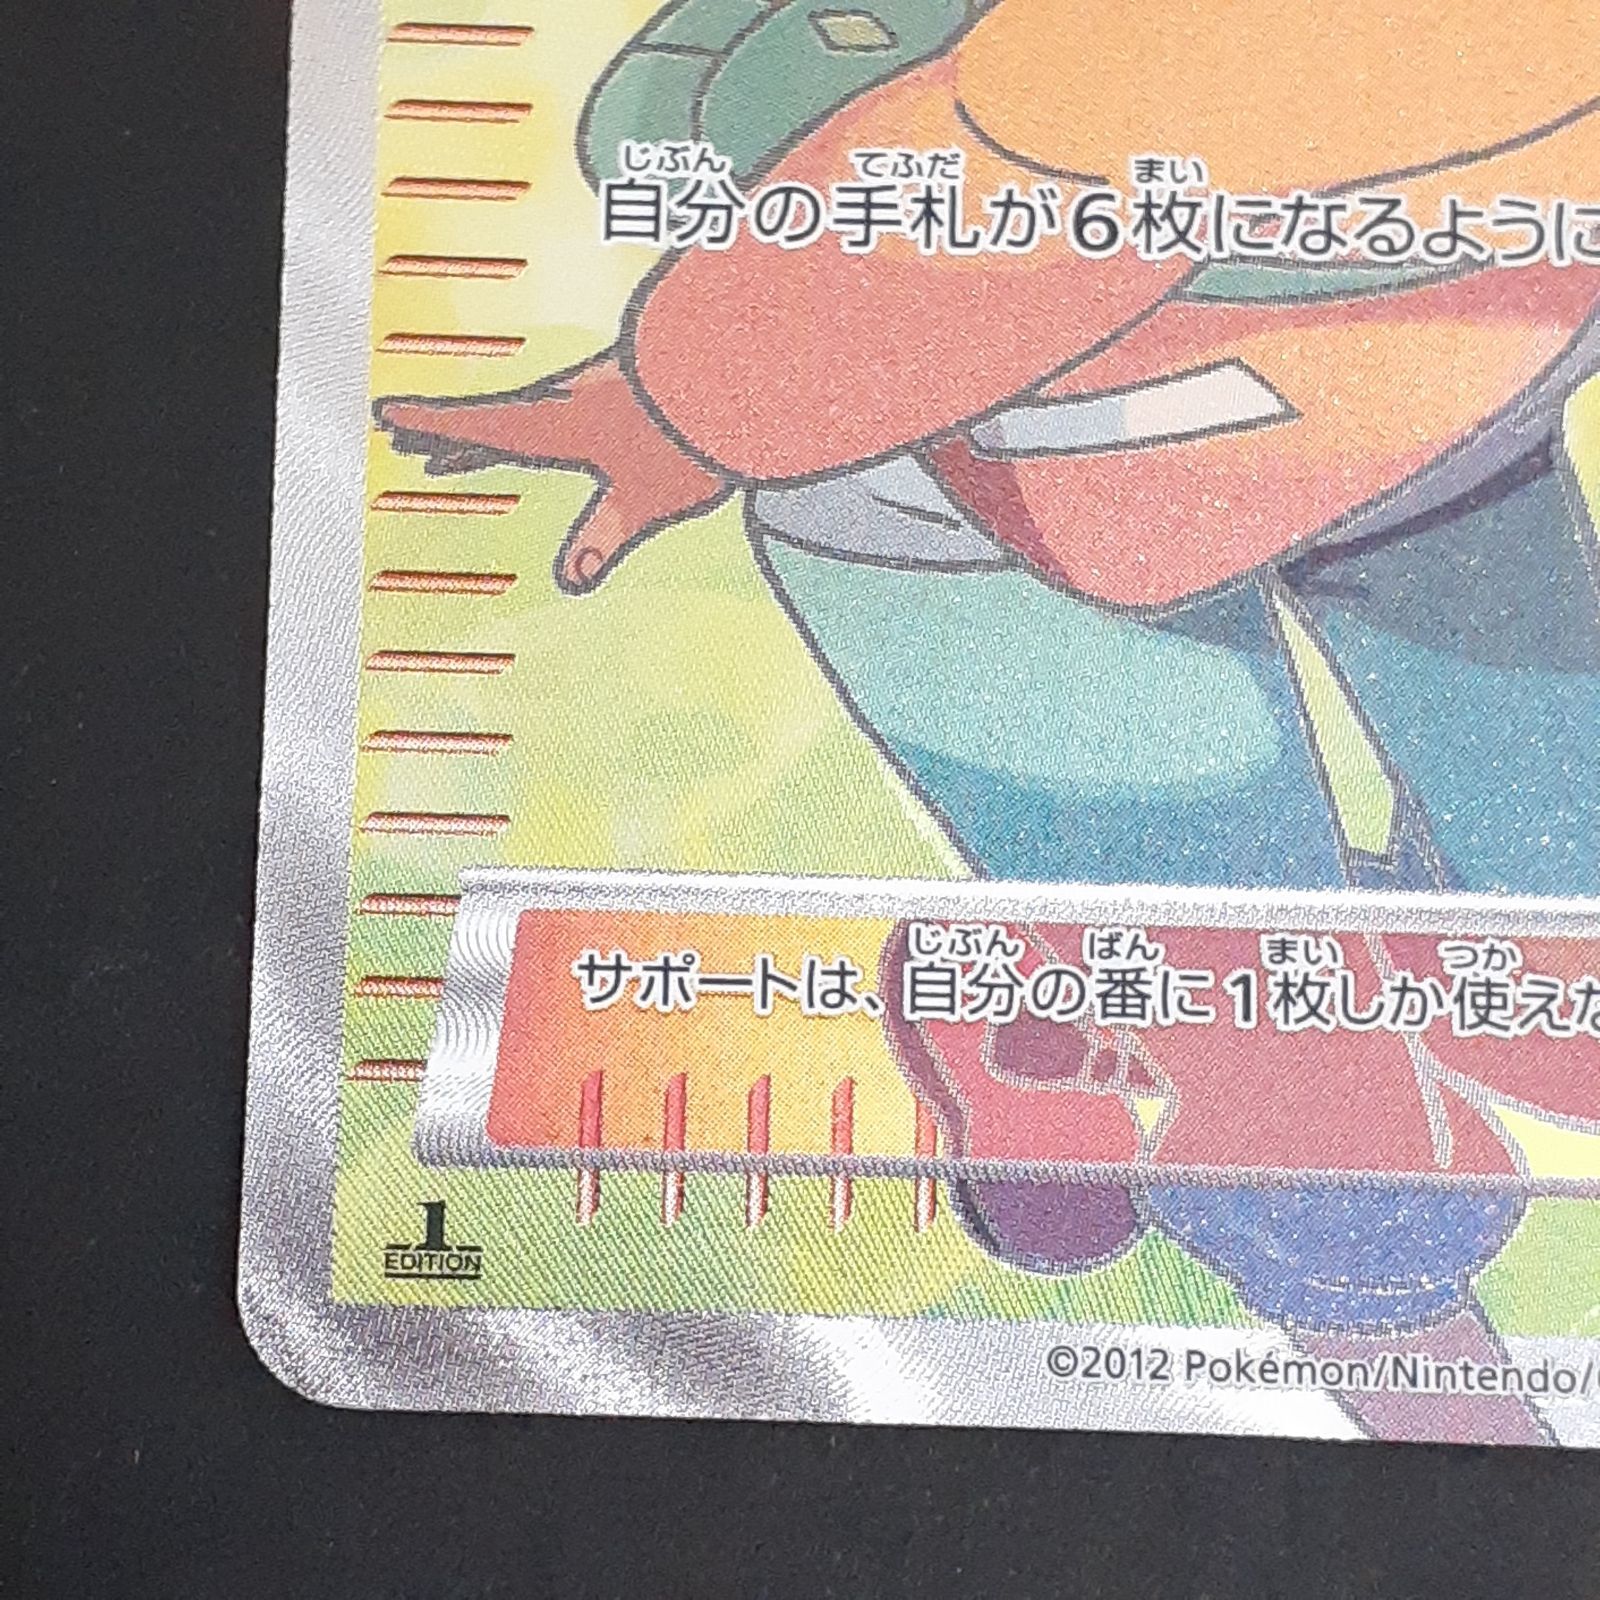 じぶん てふだ まい
自分の手札が6枚になるように
じぶん ばん まい つか
サポートは、自分の番に1枚しか使えな
1
EDITION
©2012 Pokémon/Nintendo/